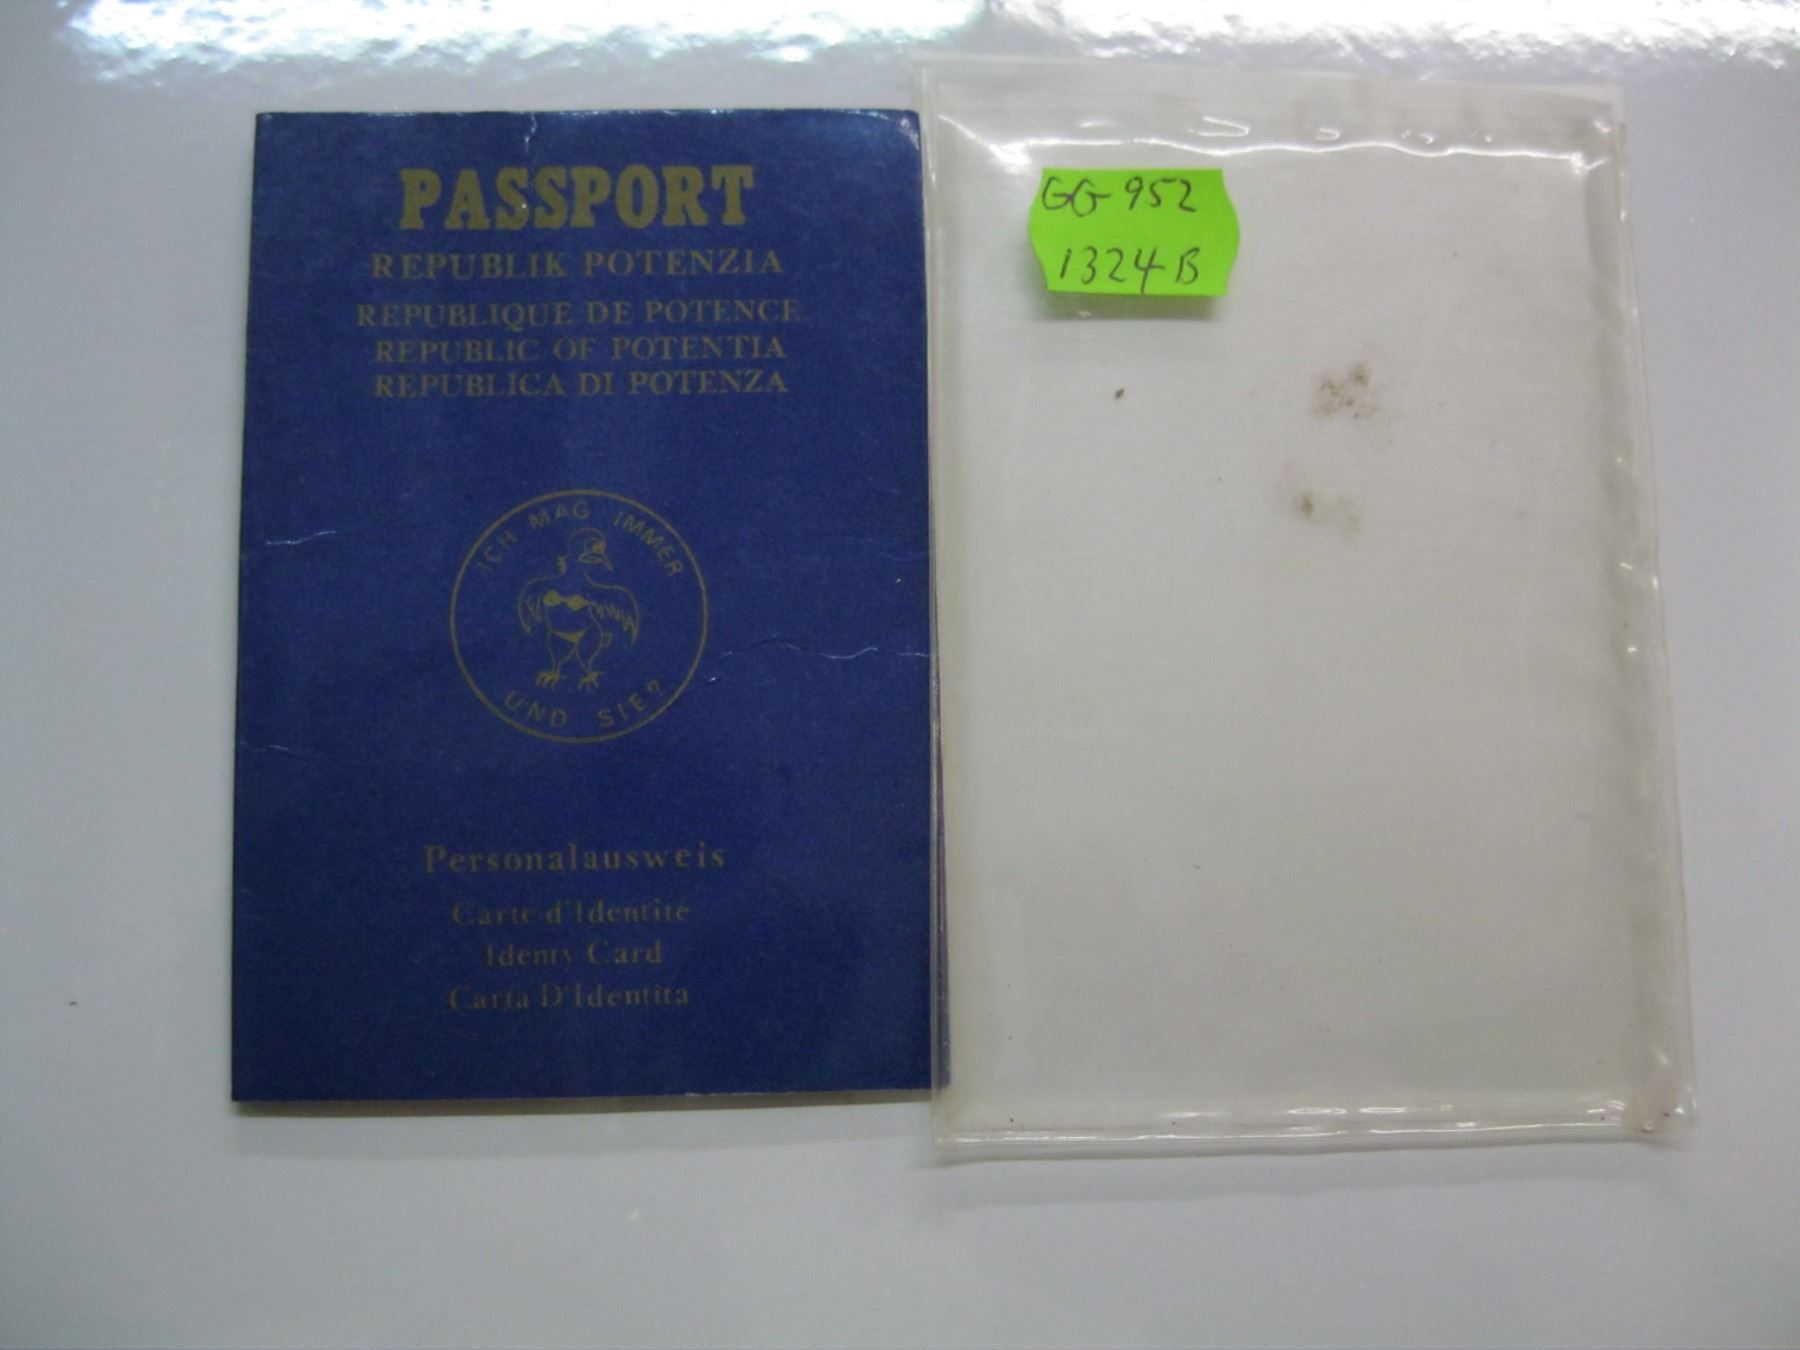 PASSPORT
REPUBLIK POTENZIA
REPUBLIQUE DE POTENCE
REPUBLIC OF POTENTIA
REPUBLICA DI POTENZA
ICH MAG IMMER
UND SIE?
Personalausweis
Carte d'Identite
Identy Card
Carta D'Identita
GG-952
1324B